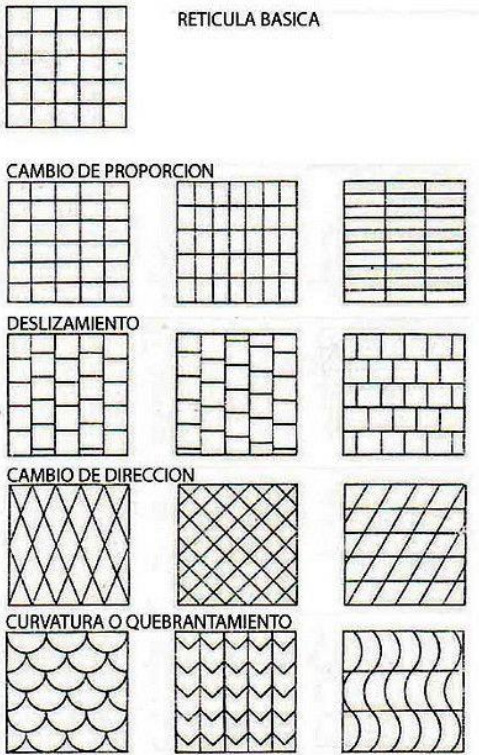 RETICULA BASICA
CAMBIO DE PROPORCION
DESLIZAMIENTO
CAMBIO DE DIRECCION
CURVATURA O QUEBRANTAMIENTO